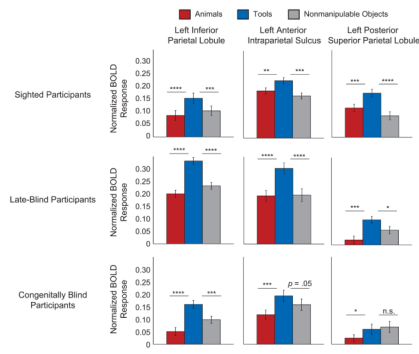 Animals Tools Nonmanipulable Objects
Left Inferior
Parietal Lobule
Left Anterior
Intraparietal Sulcus
Left Posterior
Superior Parietal Lobule
Sighted Participants
Normalized BOLD
Response
0.30
0.25
0.20
0.15
0.10
0.05
0
**** ***
** ***
*** ****
Late-Blind Participants
Normalized BOLD
Response
0.30
0.25
0.20
0.15
0.10
0.05
0
**** ****
**** ****
*** *
Congenitally Blind
Participants
Normalized BOLD
Response
0.30
0.25
0.20
0.15
0.10
0.05
0
**** ***
*** p = .05
* n.s.